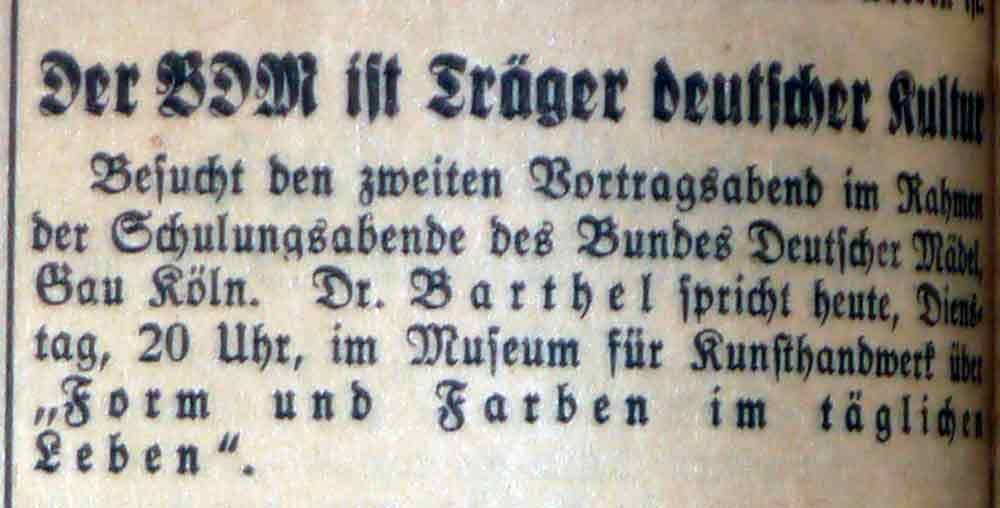 Der BDM ist Träger deutscher Kultur
Besucht den zweiten Vortragsabend im Rahmen
der Schulungsabende des Bundes Deutscher Mädel,
Gau Köln. Dr. Barthel spricht heute, Diens-
tag, 20 Uhr, im Museum für Kunsthandwerk über
„Form und Farben im täglichen
Leben“.